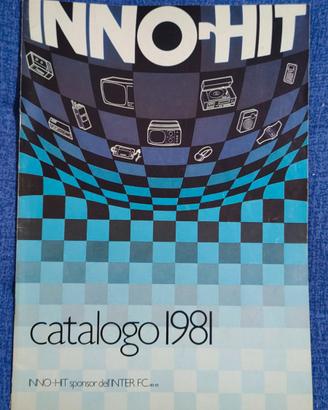 INNO-HIT
catalogo 1981
INNO-HIT sponsor dell'INTER F.C.